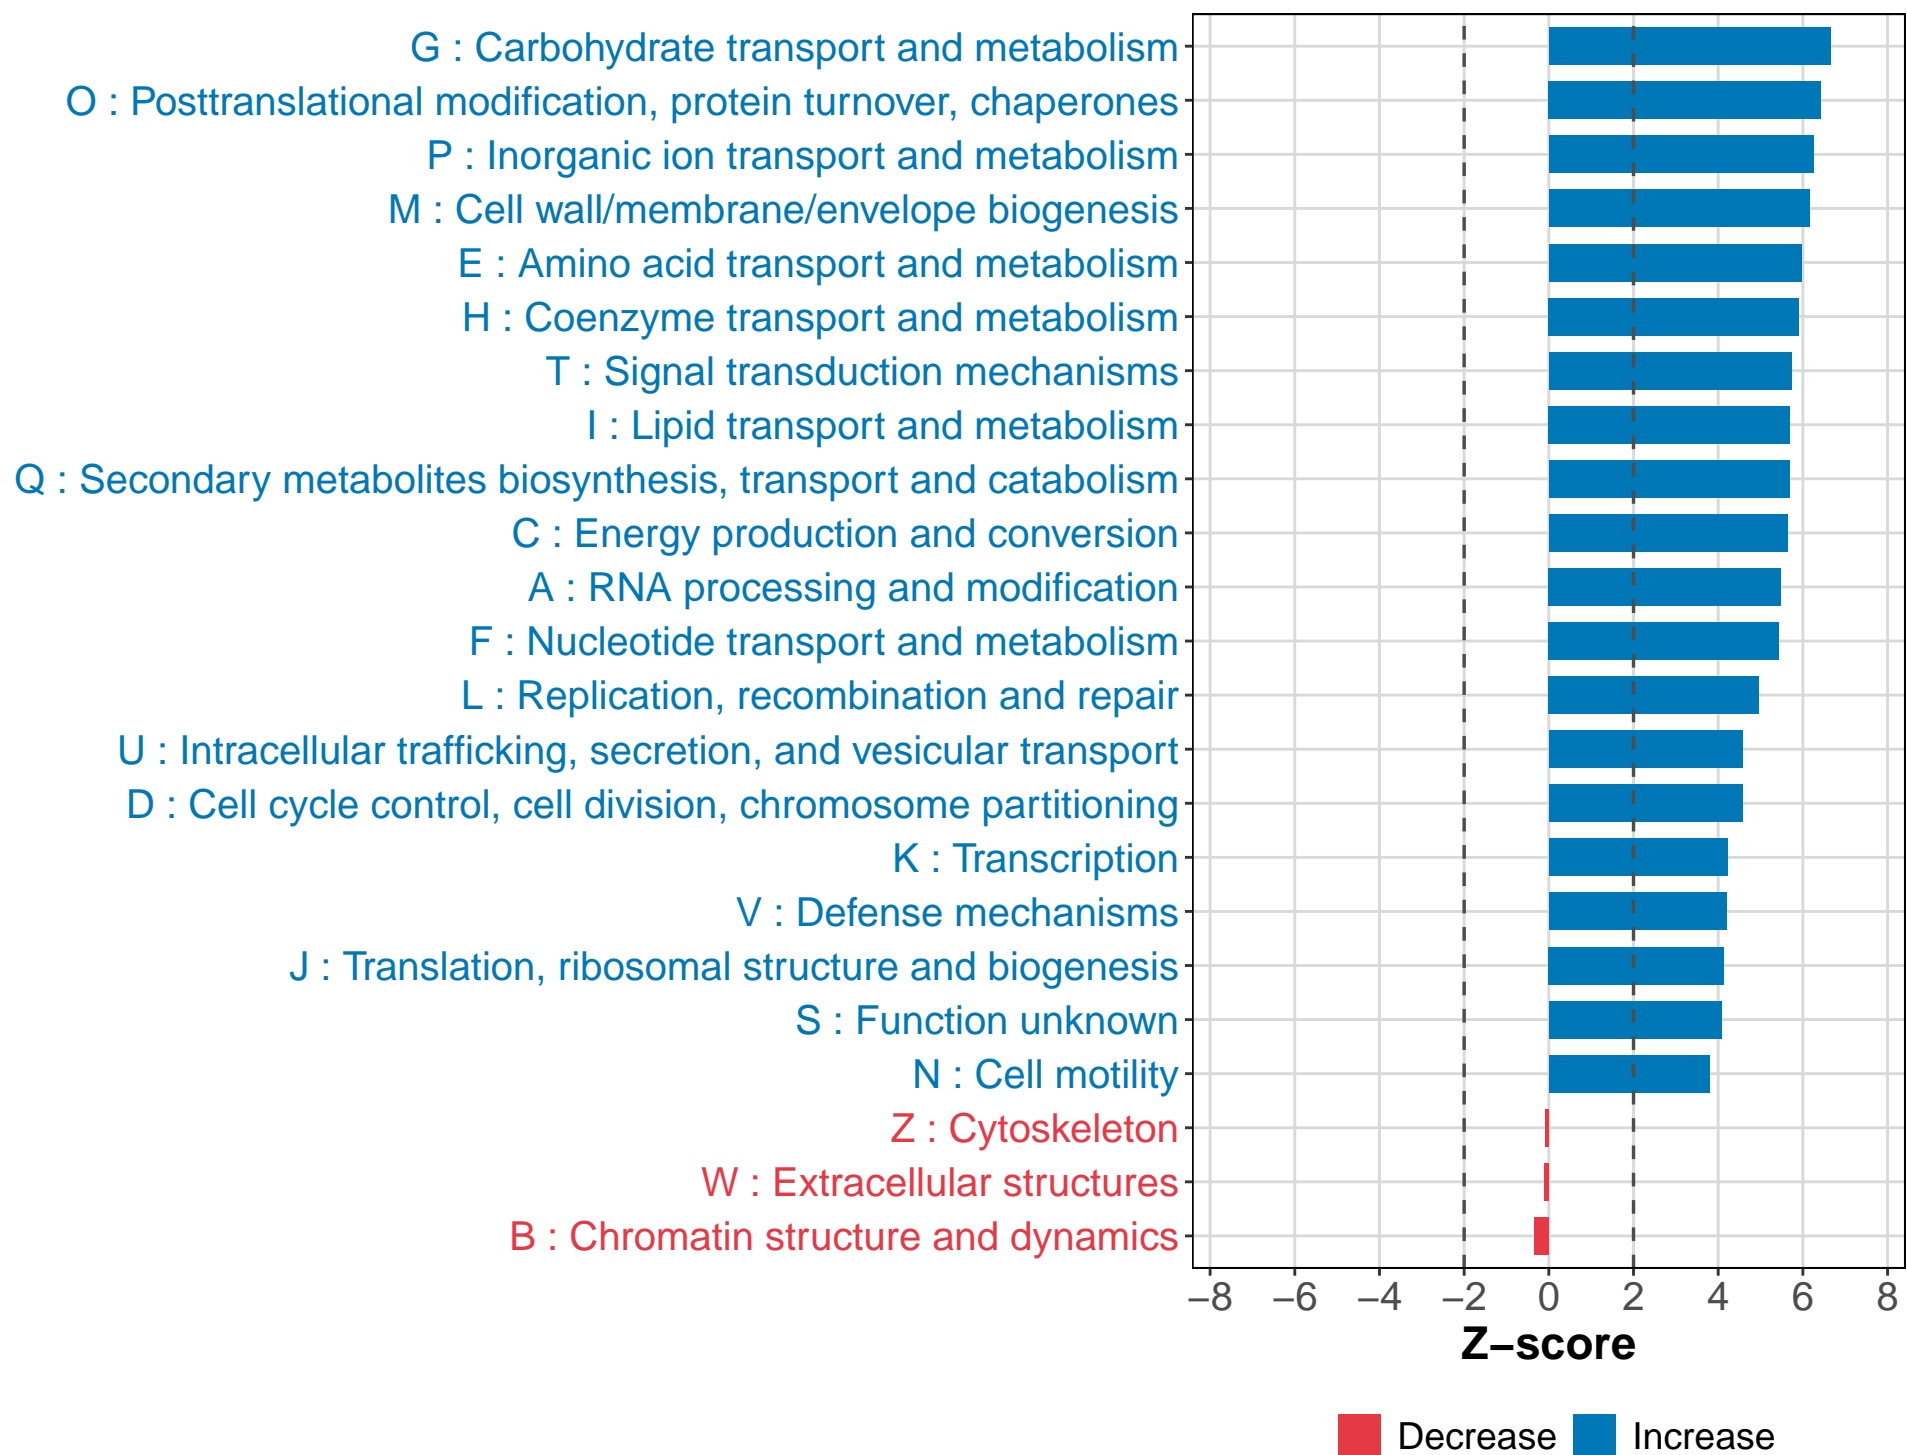 G : Carbohydrate transport and metabolism
O : Posttranslational modification, protein turnover, chaperones
P : Inorganic ion transport and metabolism
M : Cell wall/membrane/envelope biogenesis
E : Amino acid transport and metabolism
H : Coenzyme transport and metabolism
T : Signal transduction mechanisms
I : Lipid transport and metabolism
Q : Secondary metabolites biosynthesis, transport and catabolism
C : Energy production and conversion
A : RNA processing and modification
F : Nucleotide transport and metabolism
L : Replication, recombination and repair
U : Intracellular trafficking, secretion, and vesicular transport
D : Cell cycle control, cell division, chromosome partitioning
K : Transcription
V : Defense mechanisms
J : Translation, ribosomal structure and biogenesis
S : Function unknown
N : Cell motility
Z : Cytoskeleton
W : Extracellular structures
B : Chromatin structure and dynamics
−8 −6 −4 −2 0 2 4 6 8
Z−score
Decrease Increase